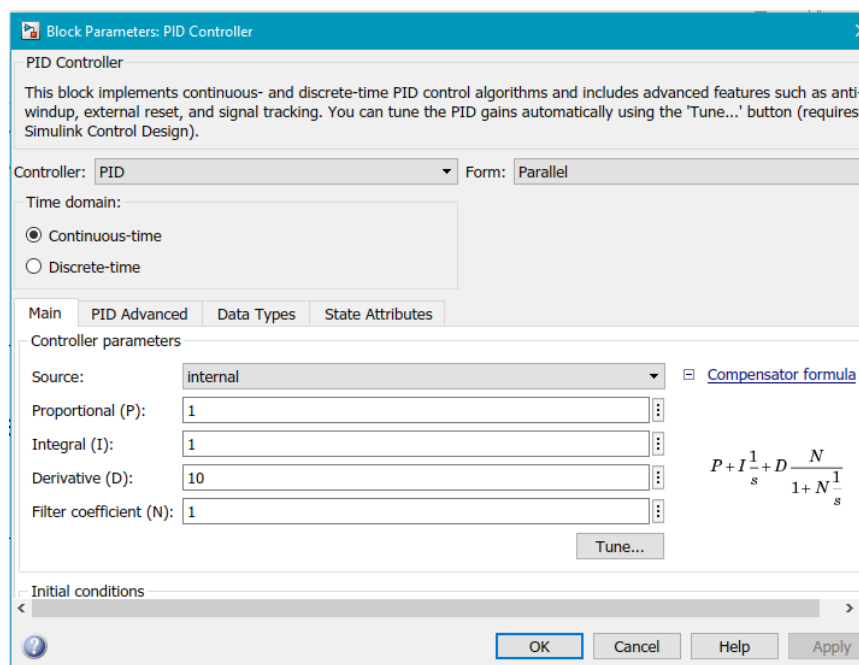 Block Parameters: PID Controller
PID Controller
This block implements continuous- and discrete-time PID control algorithms and includes advanced features such as anti-
windup, external reset, and signal tracking. You can tune the PID gains automatically using the 'Tune...' button (requires
Simulink Control Design).
Controller: PID Form: Parallel
Time domain:
Continuous-time
Discrete-time
Main PID Advanced Data Types State Attributes
Controller parameters
Source: internal Compensator formula
Proportional (P): 1
Integral (I): 1
Derivative (D): 10
Filter coefficient (N): 1
P + I 1/s + D N/(1 + N 1/s)
Tune...
Initial conditions
OK Cancel Help Apply